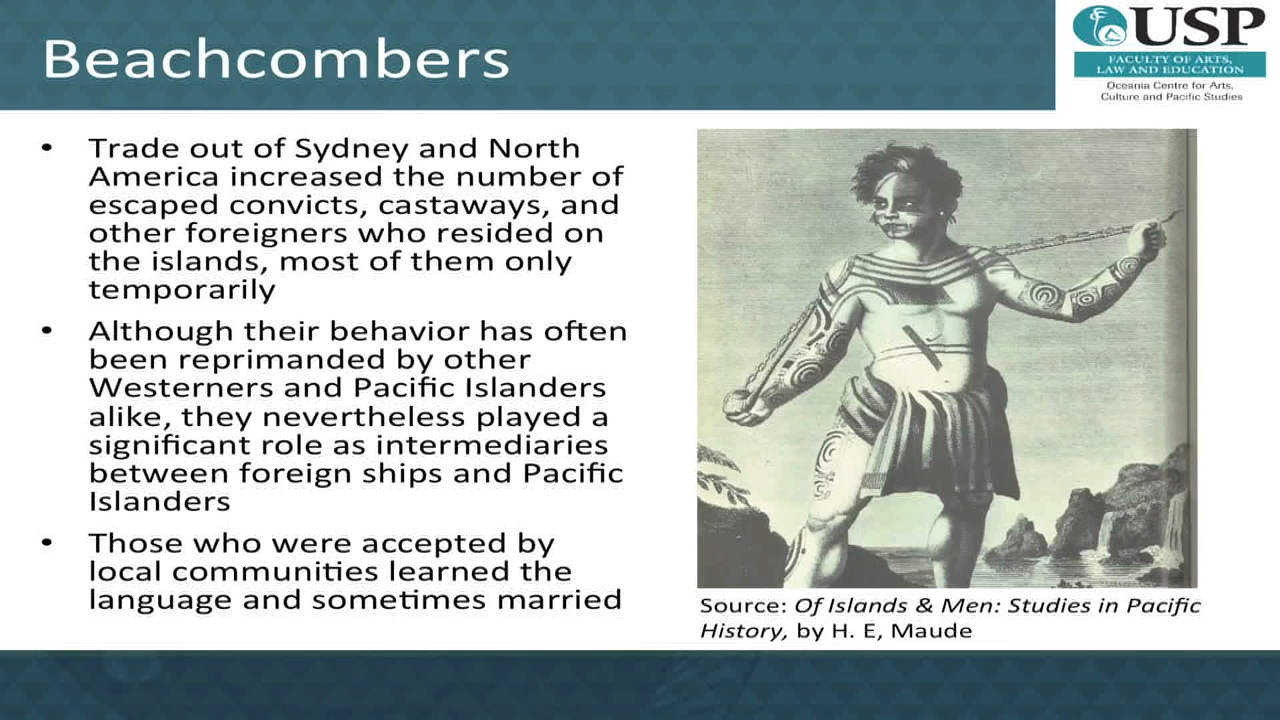 Beachcombers
USP
FACULTY OF ARTS,
LAW AND EDUCATION
Oceania Centre for Arts,
Culture and Pacific Studies
• Trade out of Sydney and North
America increased the number of
escaped convicts, castaways, and
other foreigners who resided on
the islands, most of them only
temporarily
• Although their behavior has often
been reprimanded by other
Westerners and Pacific Islanders
alike, they nevertheless played a
significant role as intermediaries
between foreign ships and Pacific
Islanders
• Those who were accepted by
local communities learned the
language and sometimes married
Source: Of Islands & Men: Studies in Pacific
History, by H. E, Maude